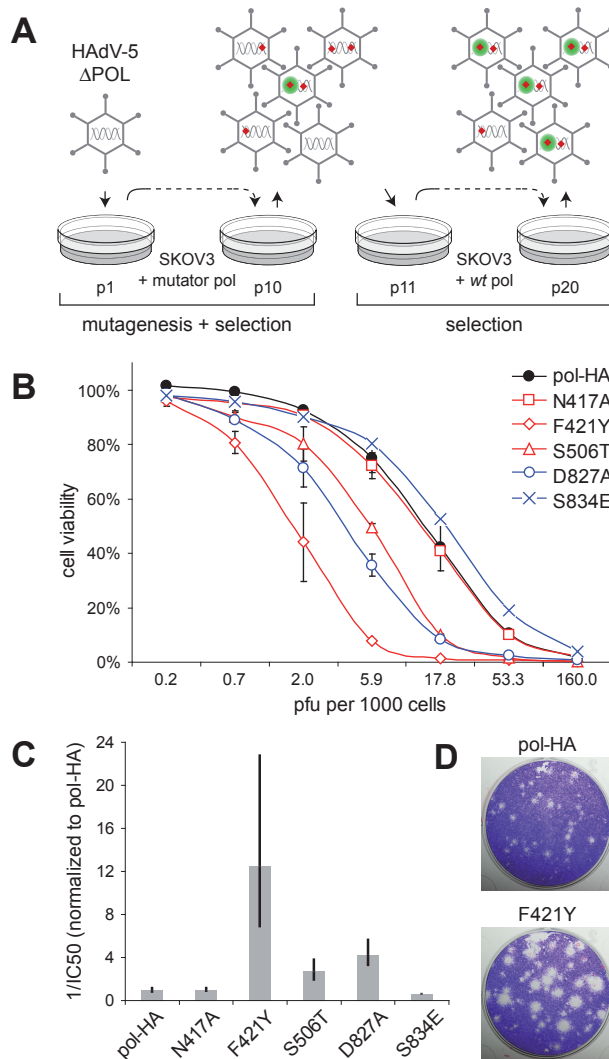 A
HAdV-5
ΔPOL
SKOV3
+ mutator pol
p1
p10
mutagenesis + selection
SKOV3
+ wt pol
p11
p20
selection
B
100%
80%
60%
40%
20%
0%
cell viability
0.2 0.7 2.0 5.9 17.8 53.3 160.0
pfu per 1000 cells
pol-HA
N417A
F421Y
S506T
D827A
S834E
C
1/IC50 (normalized to pol-HA)
24
20
16
12
8
4
0
pol-HA N417A F421Y S506T D827A S834E
D
pol-HA
F421Y